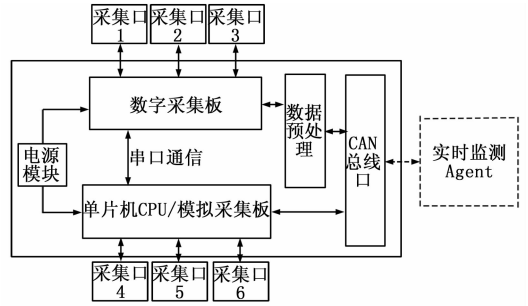 采集口
1
采集口
2
采集口
3
数字采集板
数据
预处
理
CAN
总线
口
实时监测
Agent
电源
模块
串口通信
单片机CPU/模拟采集板
采集口
4
采集口
5
采集口
6